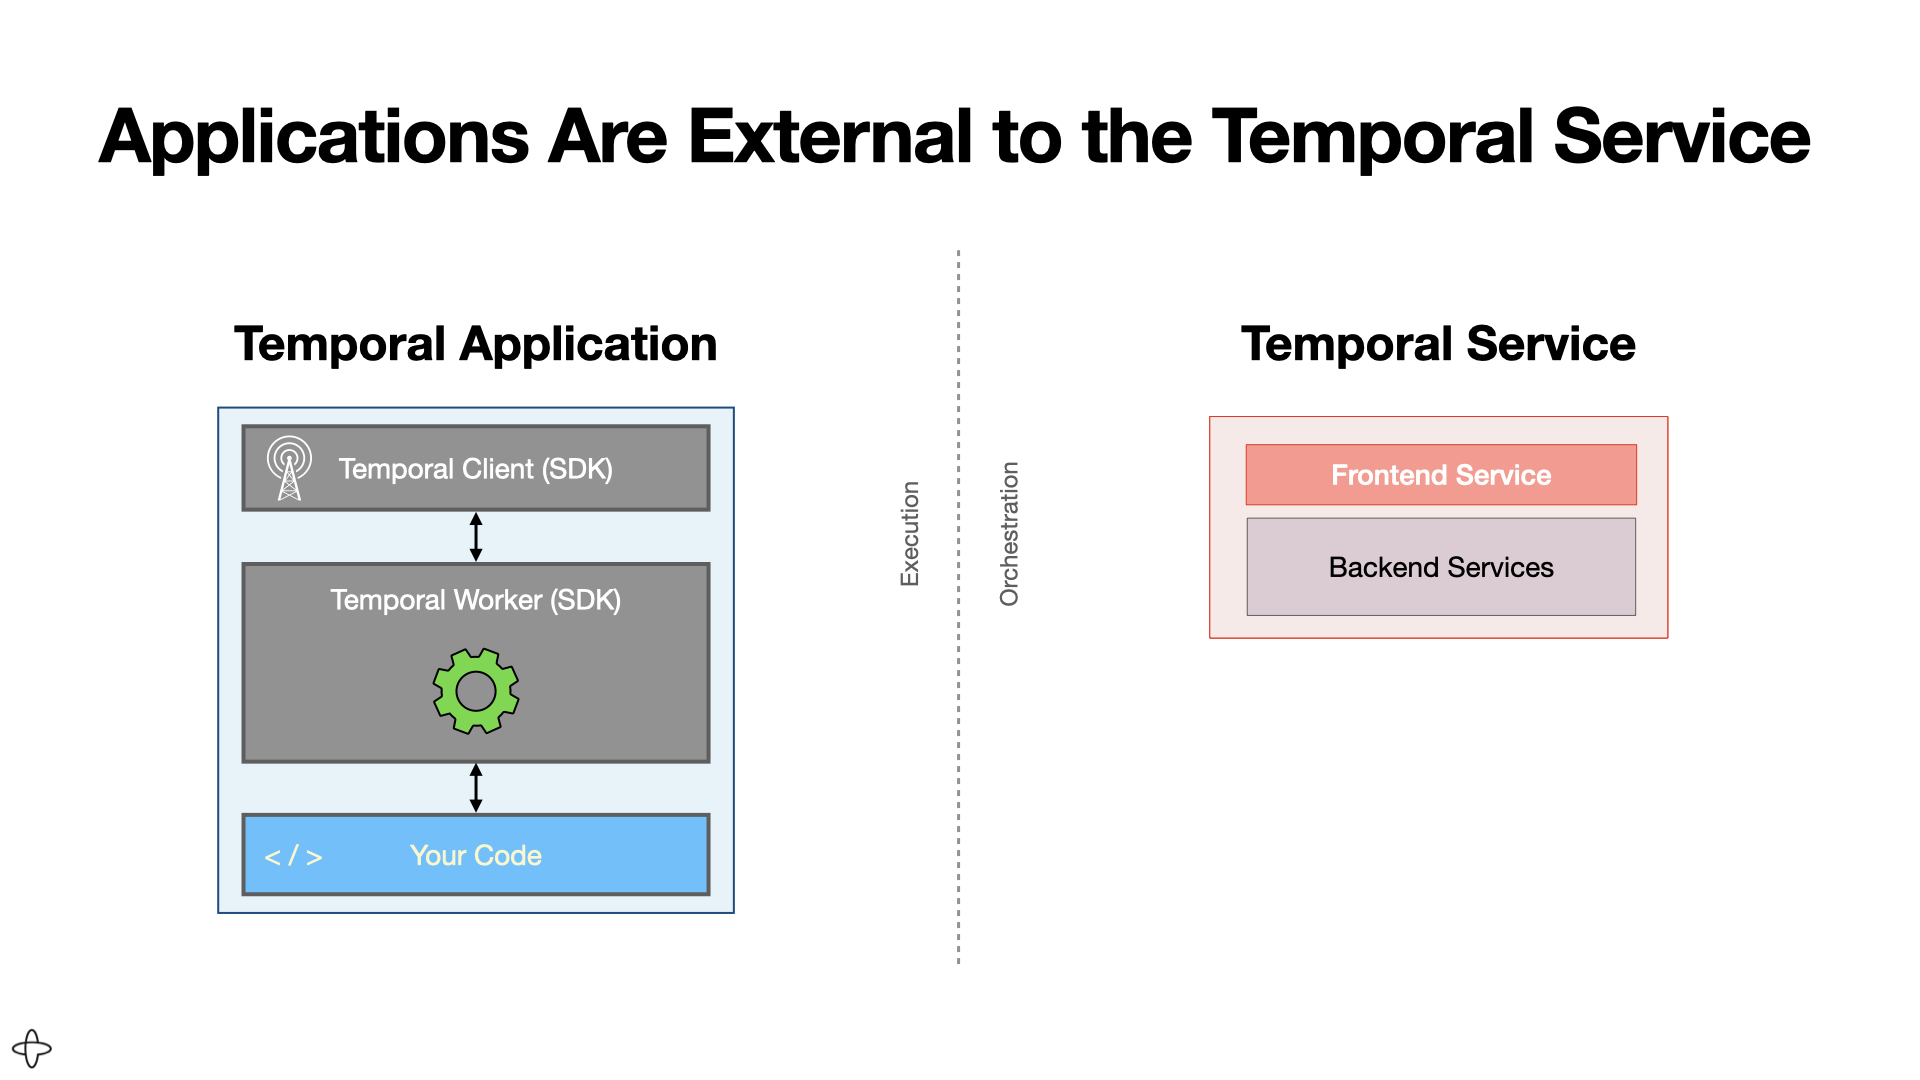 Applications Are External to the Temporal Service
Temporal Application
Temporal Client (SDK)
Temporal Worker (SDK)
</> Your Code
Execution
Orchestration
Temporal Service
Frontend Service
Backend Services